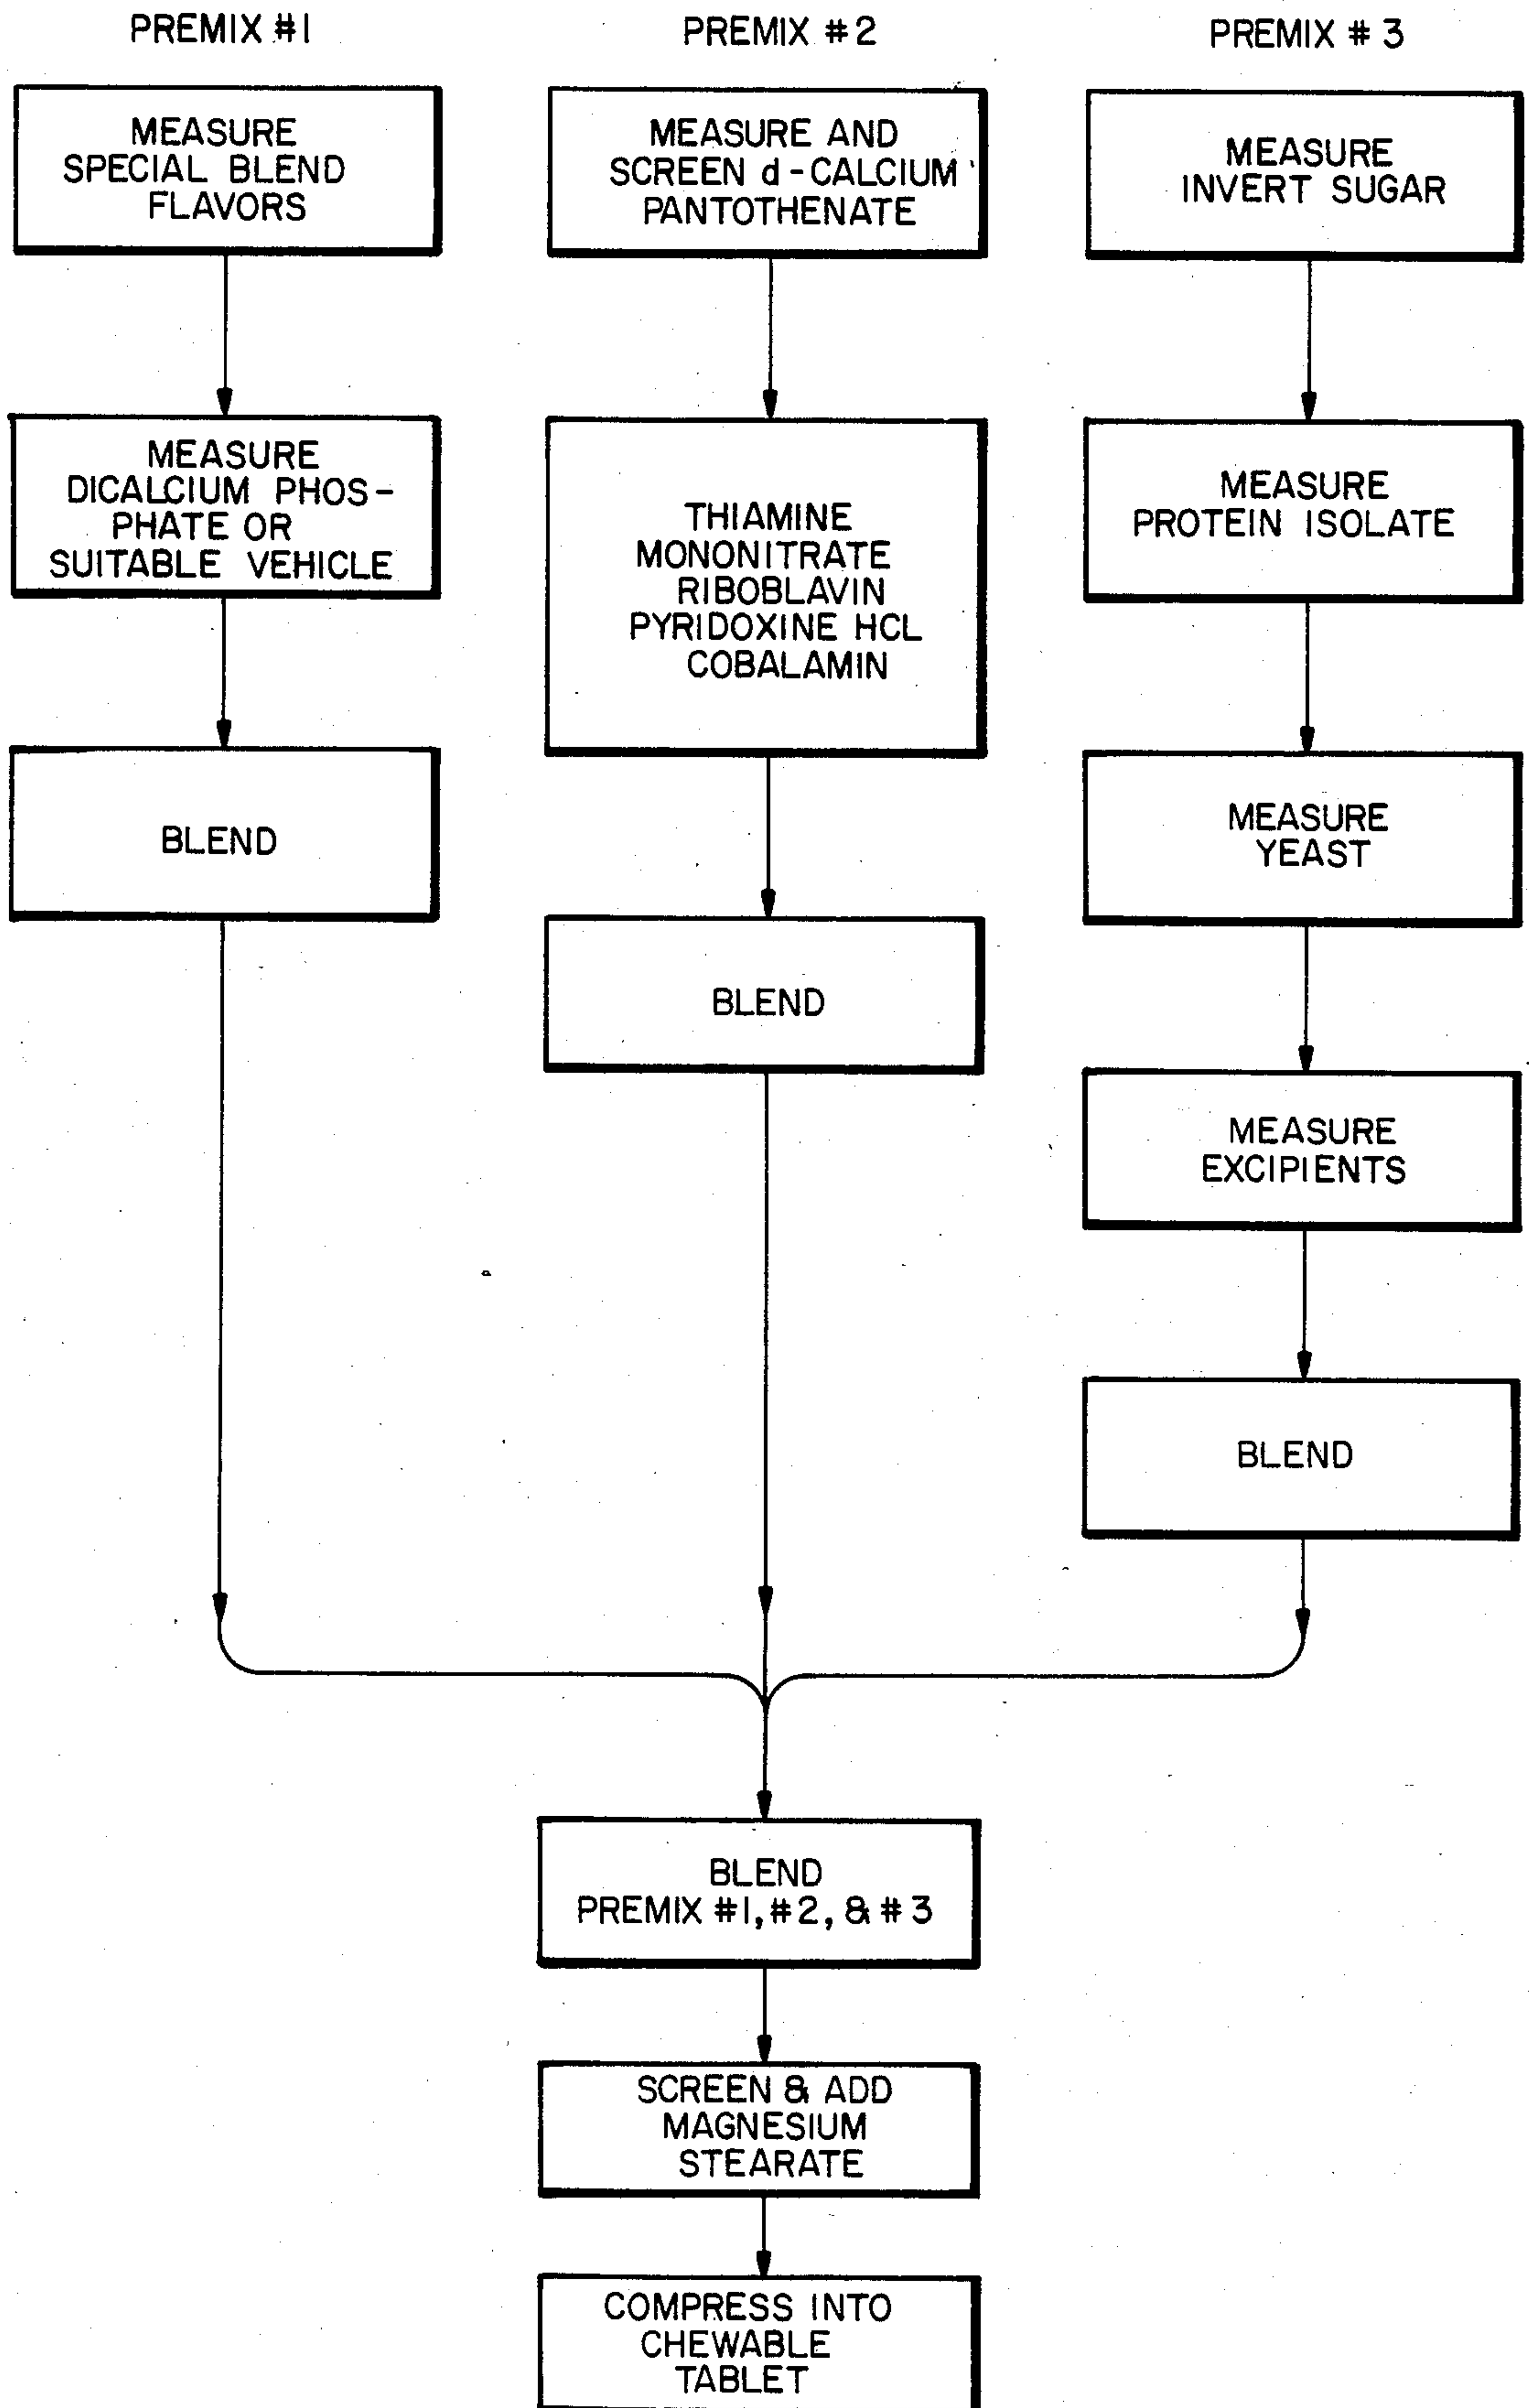 PREMIX #1
MEASURE
SPECIAL BLEND
FLAVORS
MEASURE
DICALCIUM PHOS-
PHATE OR
SUITABLE VEHICLE
BLEND
PREMIX #2
MEASURE AND
SCREEN d-CALCIUM
PANTOTHENATE
THIAMINE
MONONITRATE
RIBOBLAVIN
PYRIDOXINE HCL
COBALAMIN
BLEND
PREMIX #3
MEASURE
INVERT SUGAR
MEASURE
PROTEIN ISOLATE
MEASURE
YEAST
MEASURE
EXCIPIENTS
BLEND
BLEND
PREMIX #1, #2, & #3
SCREEN & ADD
MAGNESIUM
STEARATE
COMPRESS INTO
CHEWABLE
TABLET